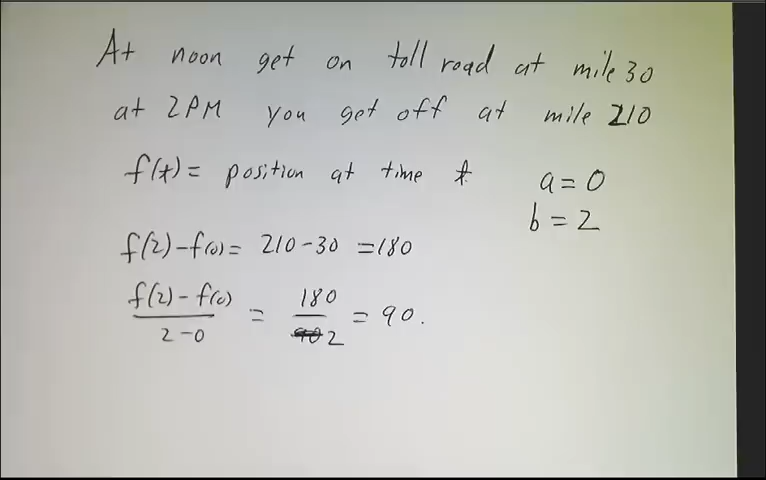 At noon get on toll road at mile 30
at 2PM you get off at mile 210
f(t) = position at time t
a = 0
b = 2
f(2) - f(0) = 210 - 30 = 180
f(2) - f(0) / 2 - 0 = 180 / 2 = 90.